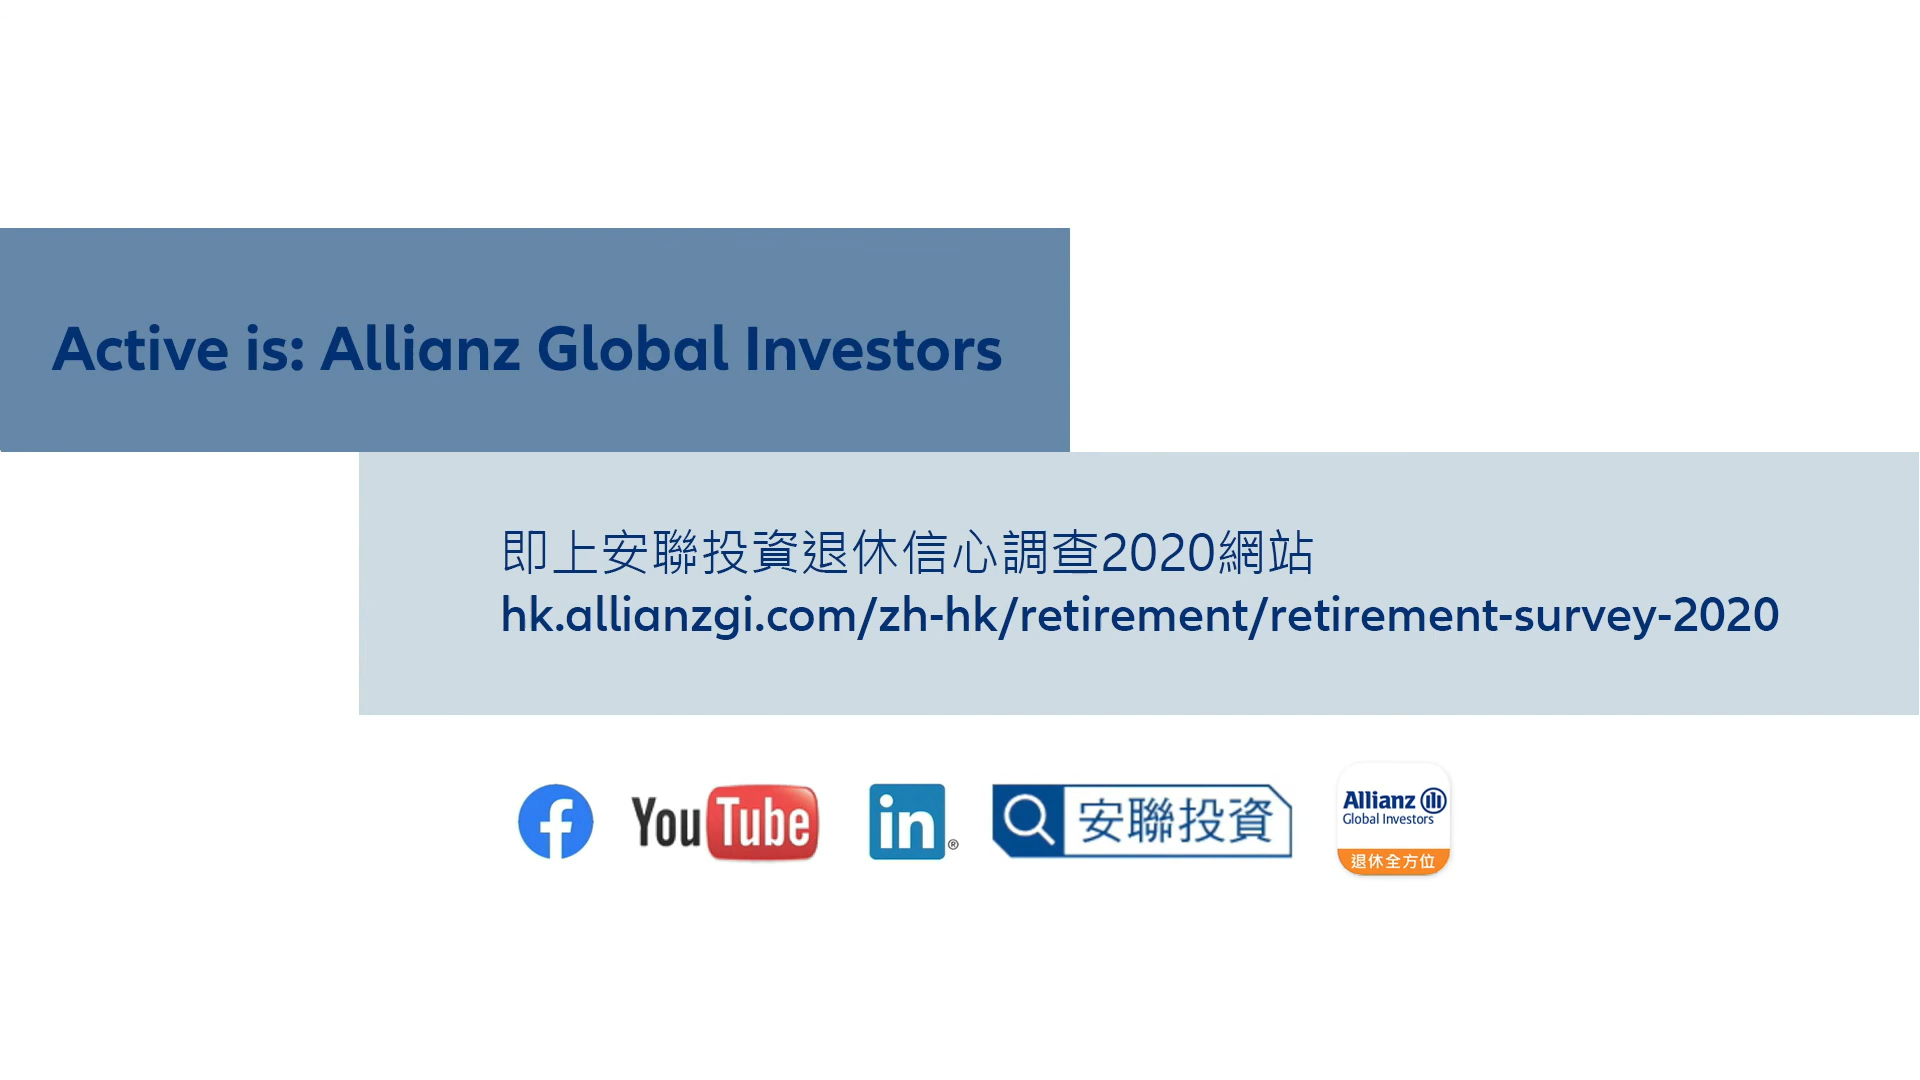 Active is: Allianz Global Investors
即上安聯投資退休信心調查2020網站
hk.allianzgi.com/zh-hk/retirement/retirement-survey-2020
YouTube
in®
安聯投資
Allianz
Global Investors
退休全方位